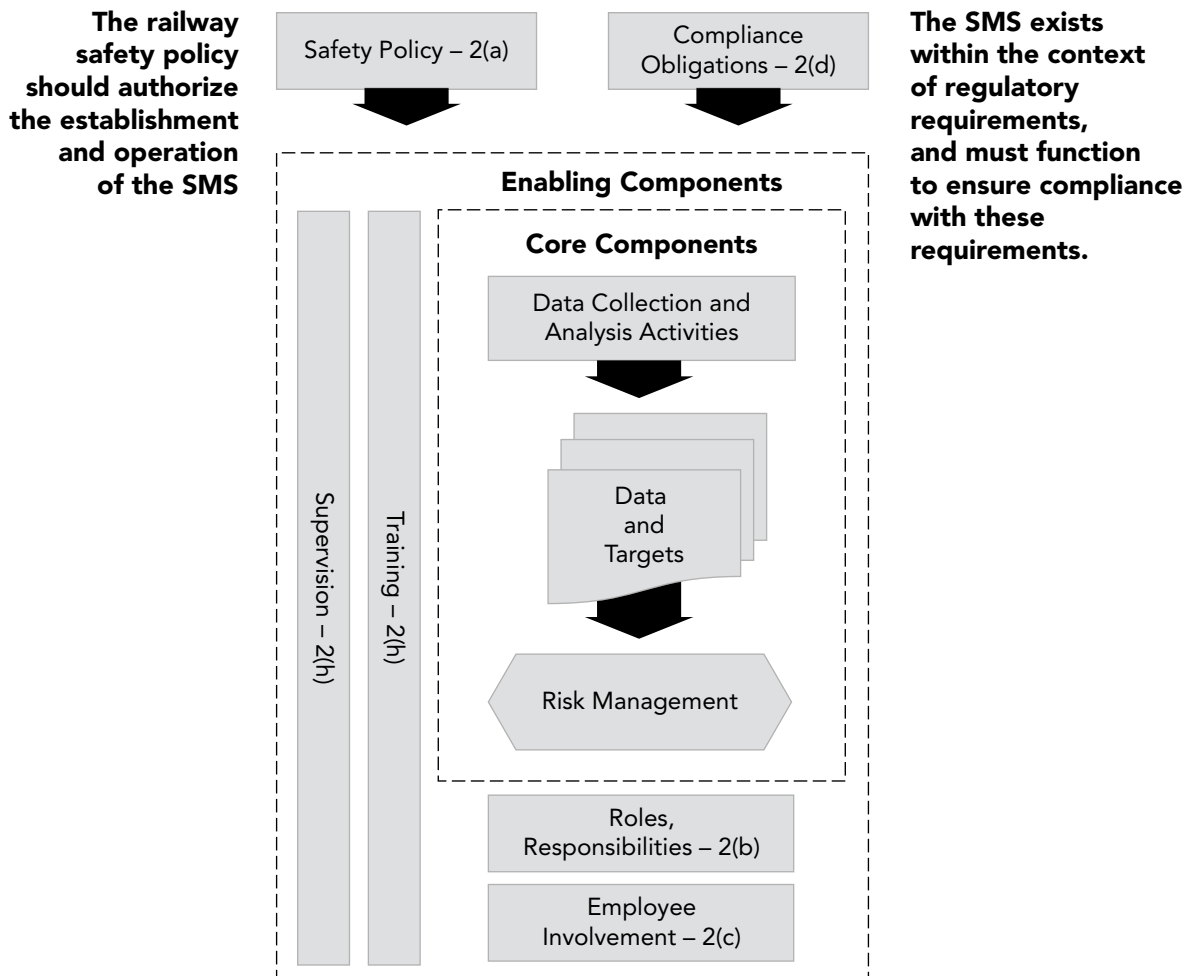 The railway
safety policy
should authorize
the establishment
and operation
of the SMS
Safety Policy – 2(a)
Compliance
Obligations – 2(d)
The SMS exists
within the context
of regulatory
requirements,
and must function
to ensure compliance
with these
requirements.
Enabling Components
Core Components
Data Collection and
Analysis Activities
Data
and
Targets
Risk Management
Supervision – 2(h)
Training – 2(h)
Roles,
Responsibilities – 2(b)
Employee
Involvement – 2(c)